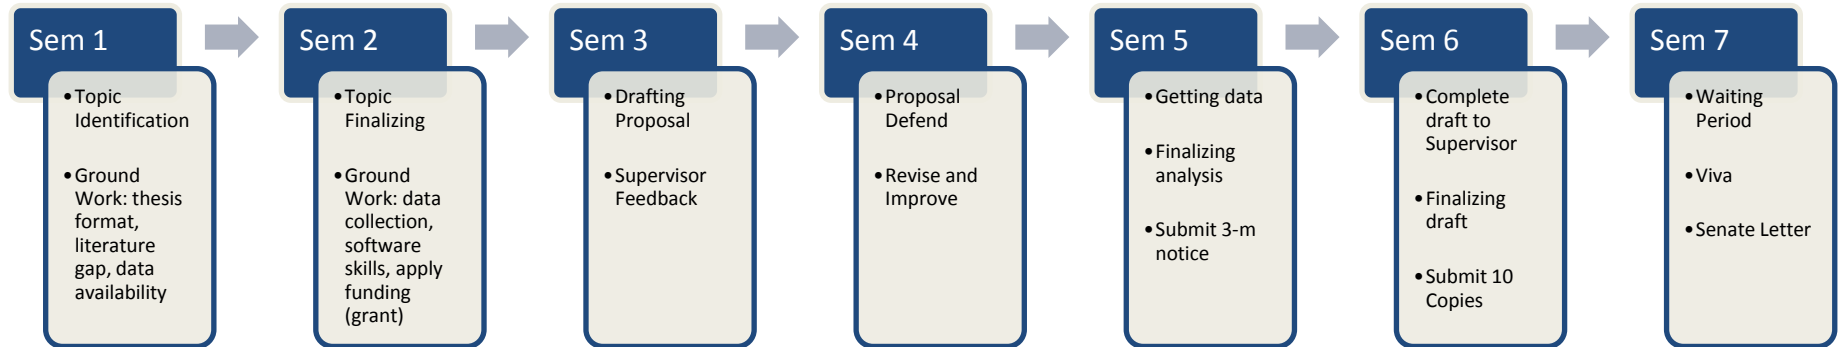 Sem 1
• Topic
Identification
• Ground
Work: thesis
format,
literature
gap, data
availability
Sem 2
• Topic
Finalizing
• Ground
Work: data
collection,
software
skills, apply
funding
(grant)
Sem 3
• Drafting
Proposal
• Supervisor
Feedback
Sem 4
• Proposal
Defend
• Revise and
Improve
Sem 5
• Getting data
• Finalizing
analysis
• Submit 3-m
notice
Sem 6
• Complete
draft to
Supervisor
• Finalizing
draft
• Submit 10
Copies
Sem 7
• Waiting
Period
• Viva
• Senate Letter